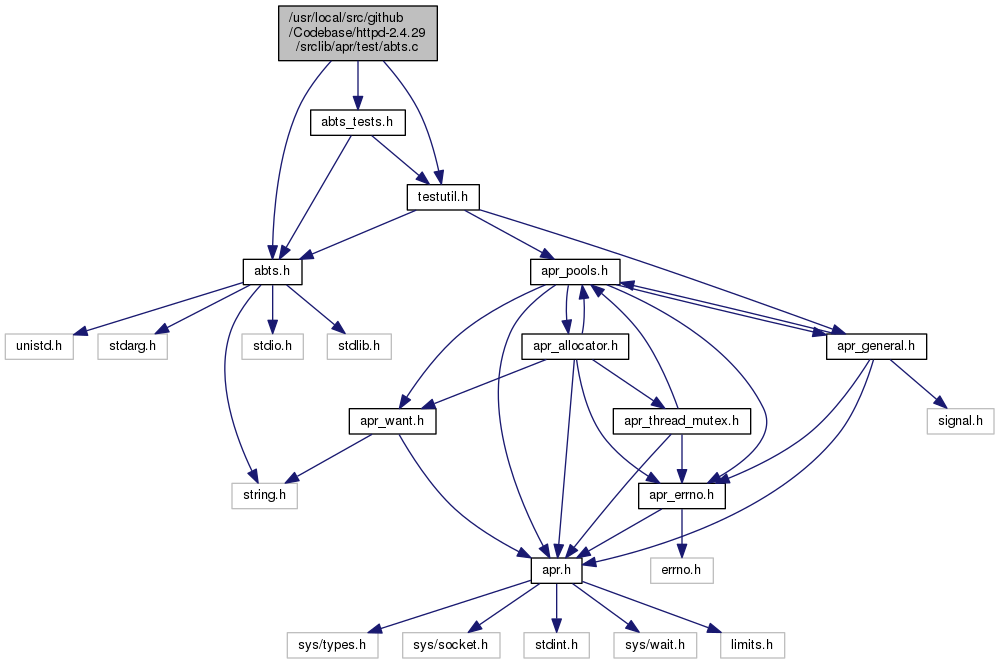 /usr/local/src/github
/Codebase/httpd-2.4.29
/srclib/apr/test/abts.c
abts_tests.h
testutil.h
abts.h
apr_pools.h
unistd.h
stdarg.h
stdio.h
stdlib.h
apr_allocator.h
apr_general.h
apr_want.h
apr_thread_mutex.h
signal.h
string.h
apr_errno.h
apr.h
errno.h
sys/types.h
sys/socket.h
stdint.h
sys/wait.h
limits.h